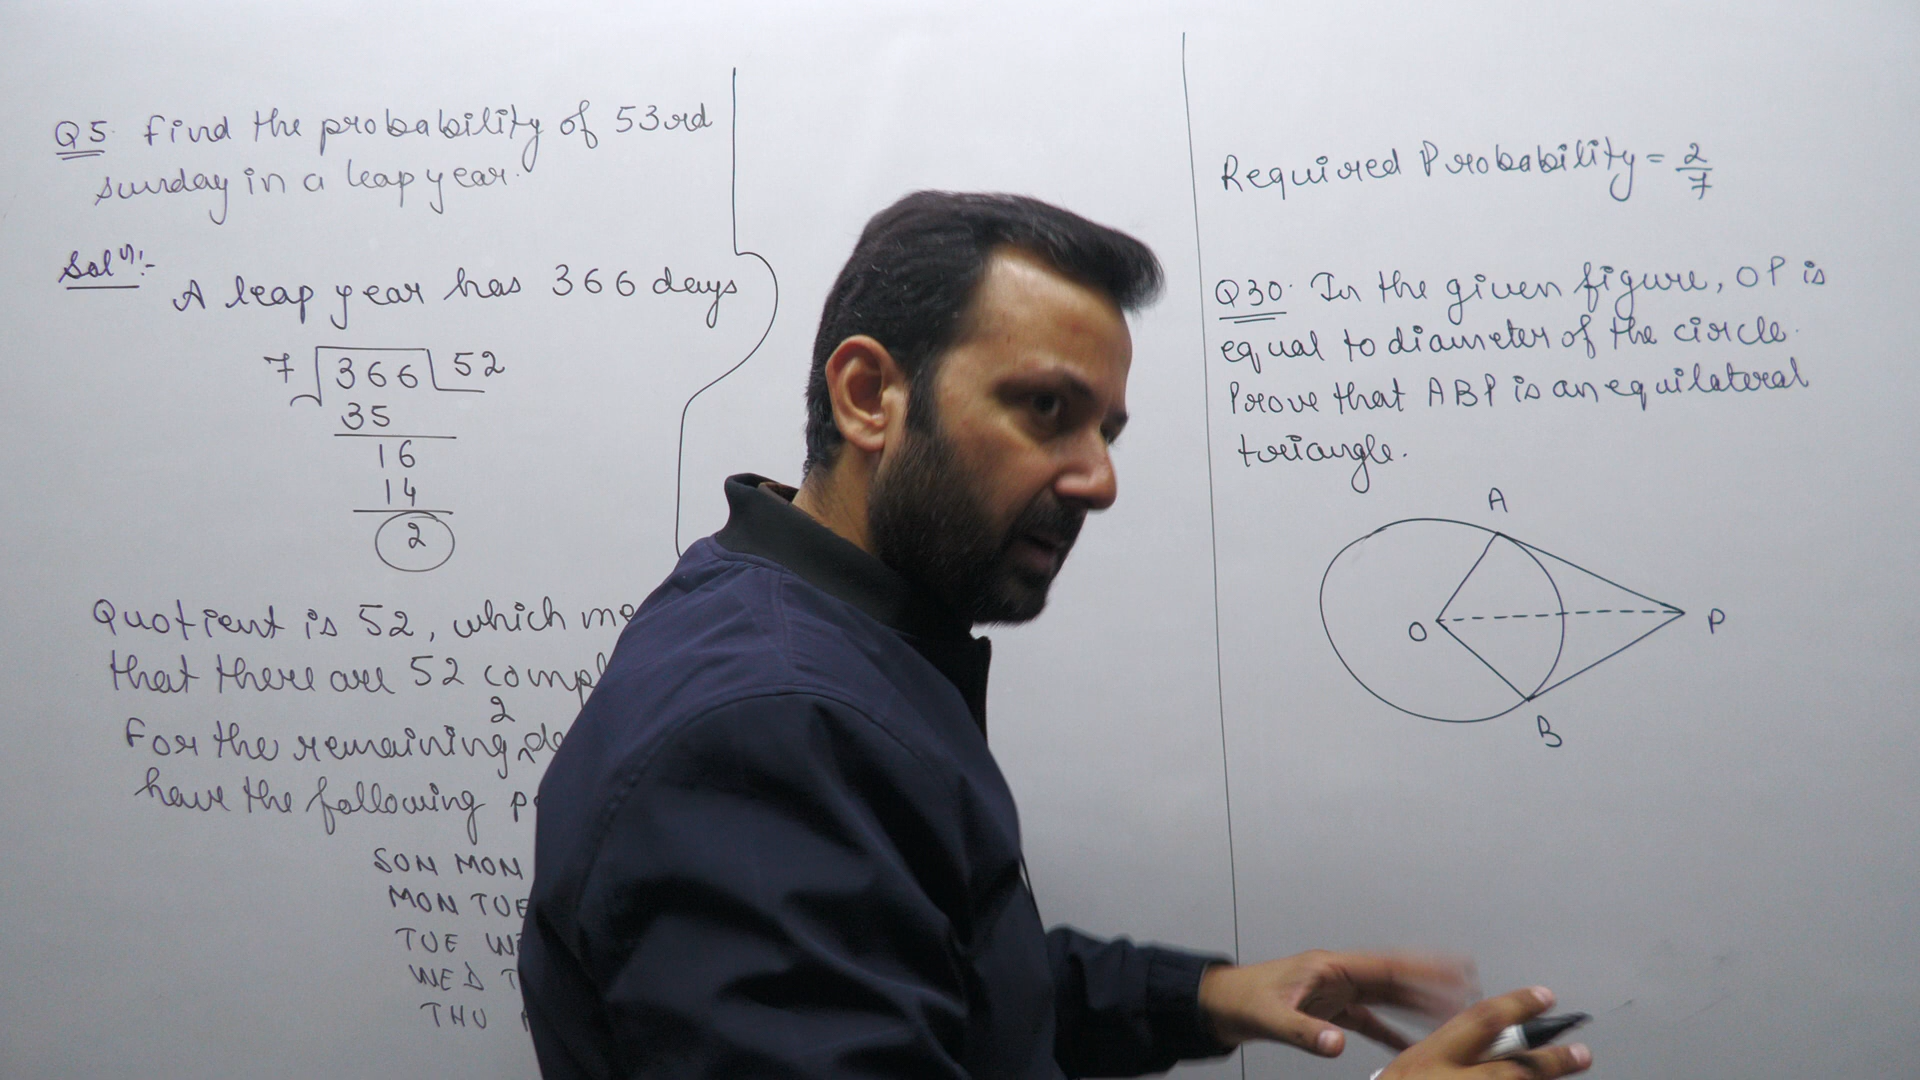 Q5. Find the probability of 53rd
Sunday in a leap year.
Solⁿ:-
A leap year has 366 days
7 366 52
35
16
14
2
Quotient is 52, which
that there are 52
2
For the remaining
have the following
SUN MON
MON TUE
TUE
WED
THU
Required Probability = 2/7
Q30. In the given figure, OP is
equal to diameter of the circle.
Prove that ABP is an equilateral
triangle.
A
O
P
B